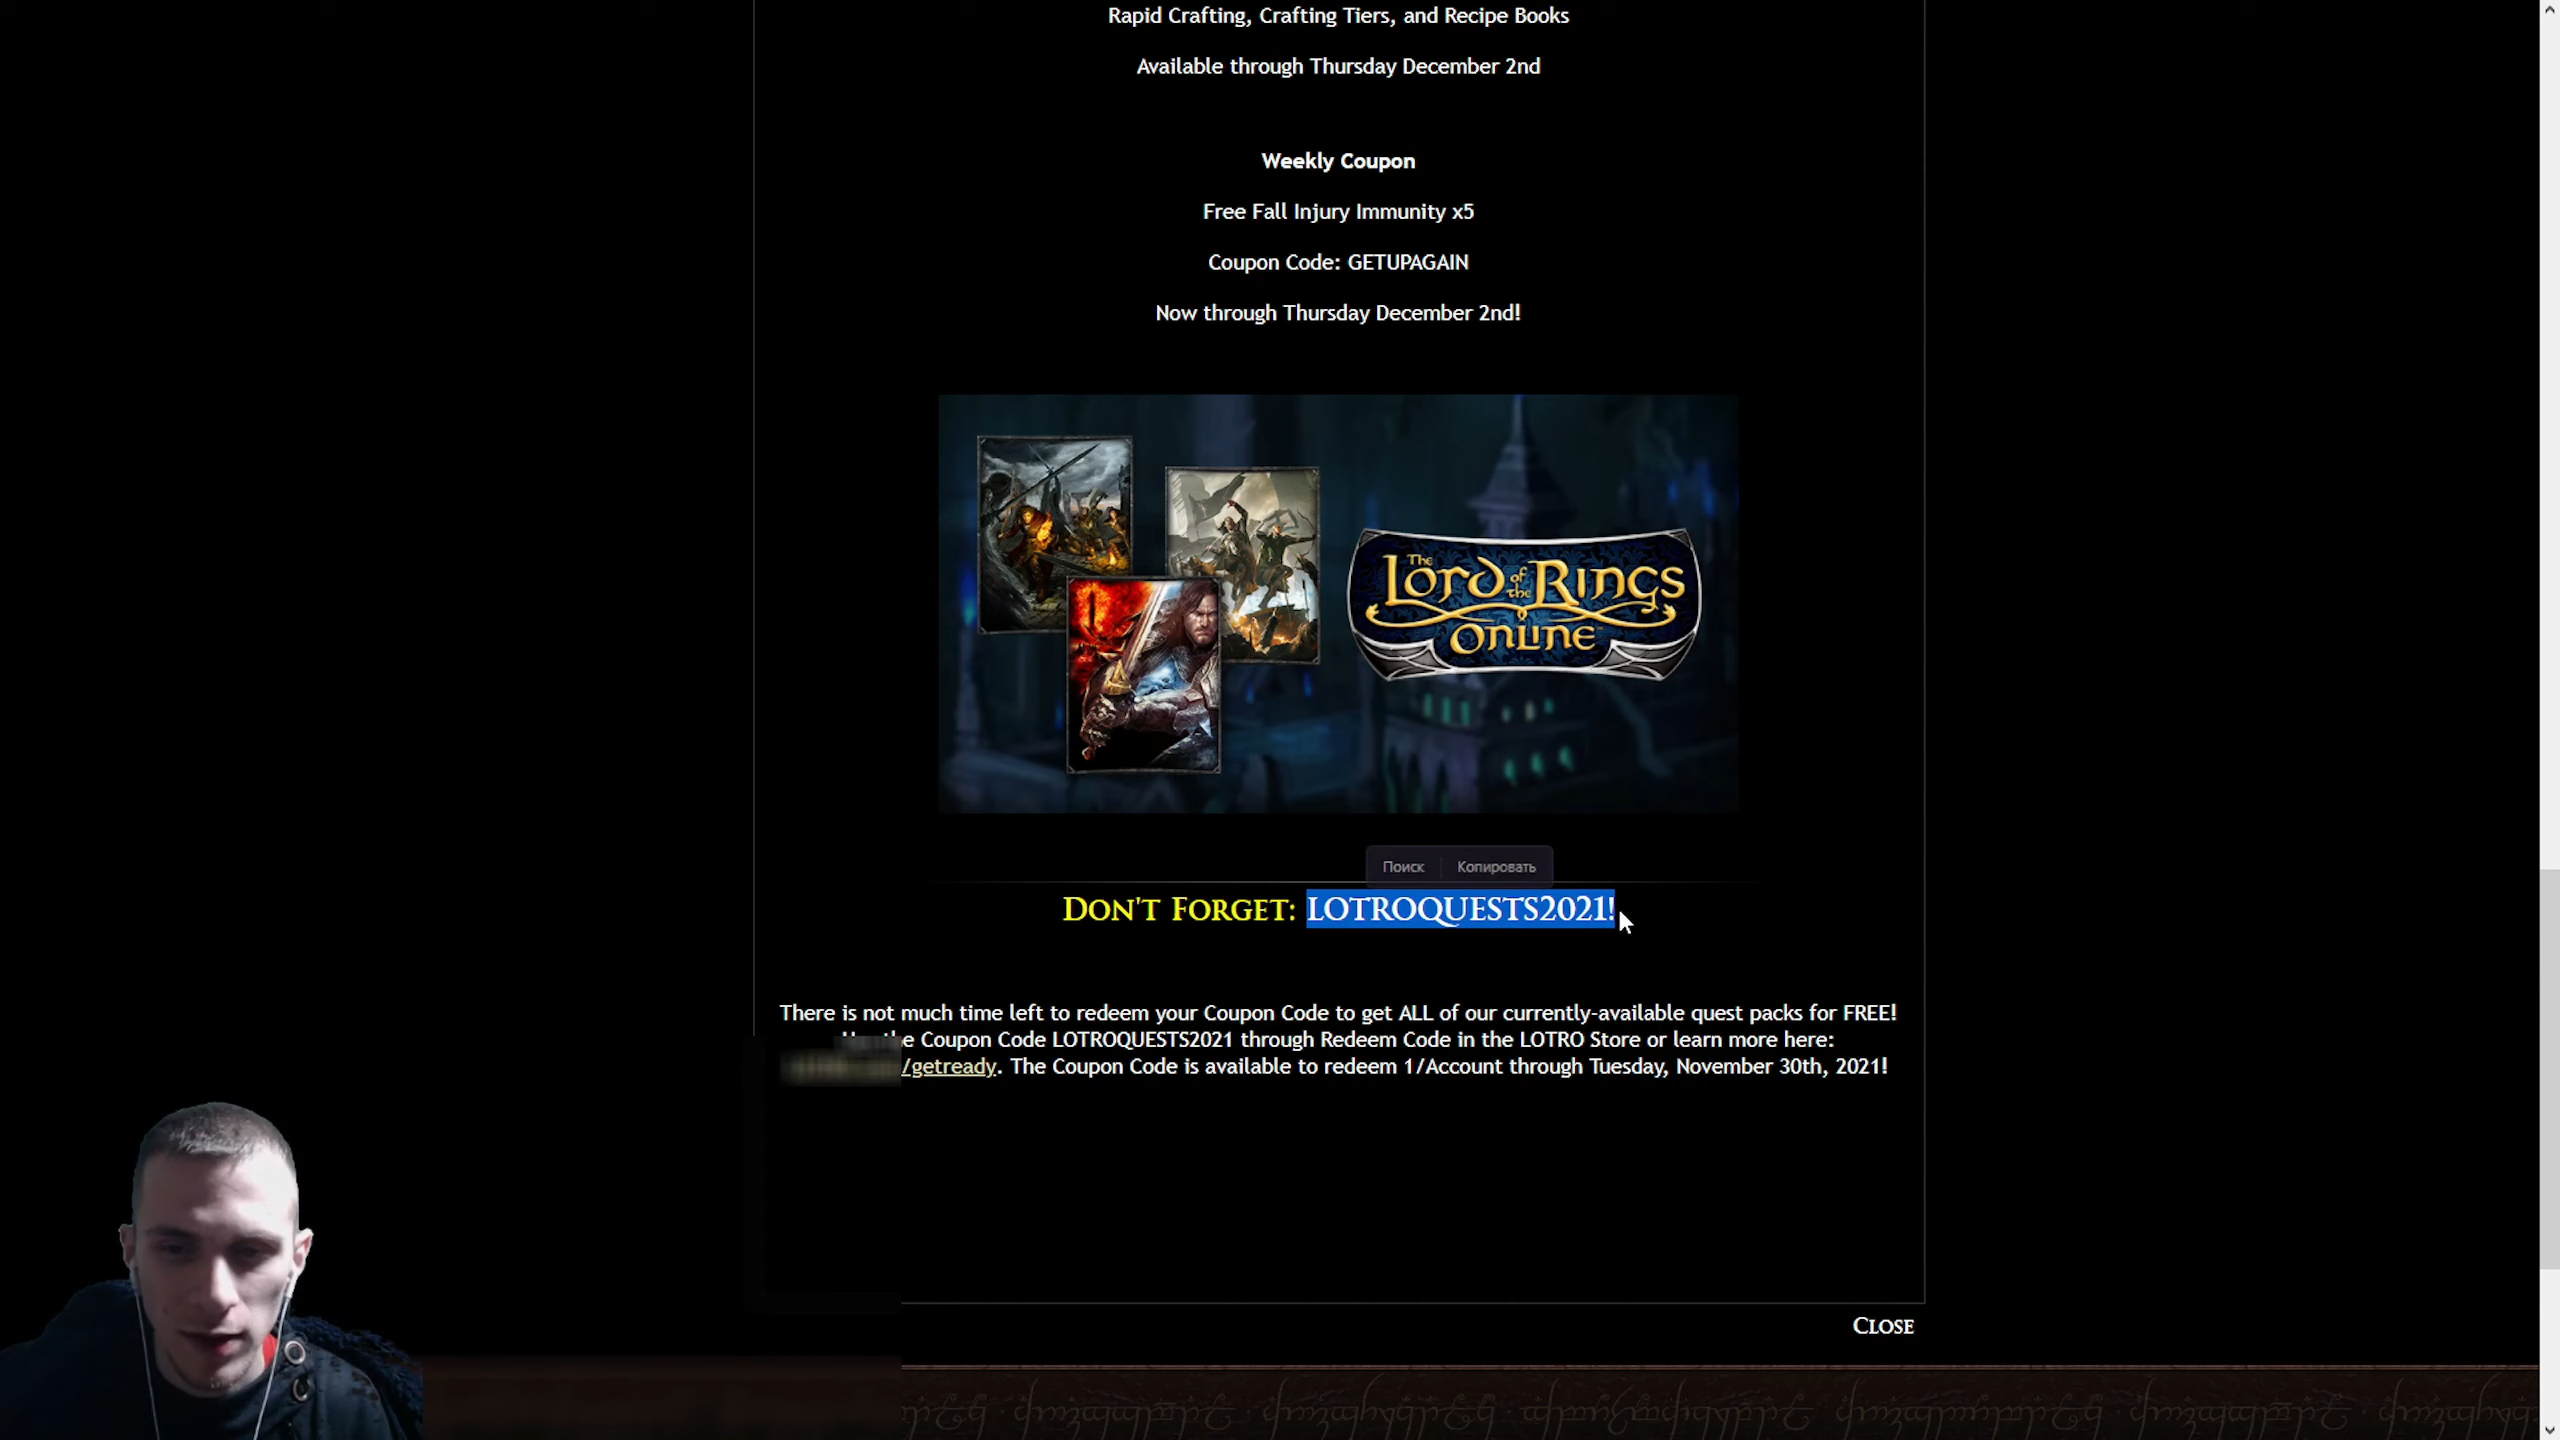 Rapid Crafting, Crafting Tiers, and Recipe Books
Available through Thursday December 2nd
Weekly Coupon
Free Fall Injury Immunity x5
Coupon Code: GETUPAGAIN
Now through Thursday December 2nd!
The
Lord of the Rings
Online
Поиск Копировать
Don't Forget: LOTROQUESTS2021!
There is not much time left to redeem your Coupon Code to get ALL of our currently-available quest packs for FREE!
Coupon Code LOTROQUESTS2021 through Redeem Code in the LOTRO Store or learn more here:
/getready. The Coupon Code is available to redeem 1/Account through Tuesday, November 30th, 2021!
Close